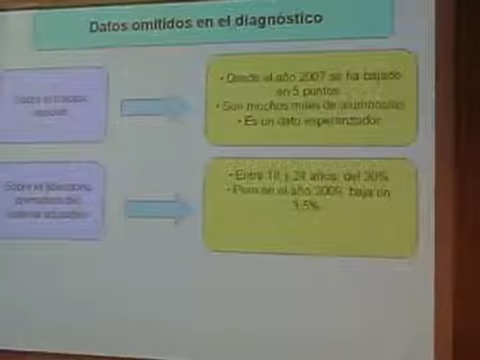 Datos omitidos en el diagnóstico
Sobre el fracaso
escolar
• Desde el año 2007 se ha bajado
en 5 puntos
• Son muchos miles de alumnos/as
• Es un dato esperanzador
Sobre el abandono
prematuro del
sistema educativo
• Entre 18 y 24 años, del 30%
• Pero en el año 2009, baja un
3,5%